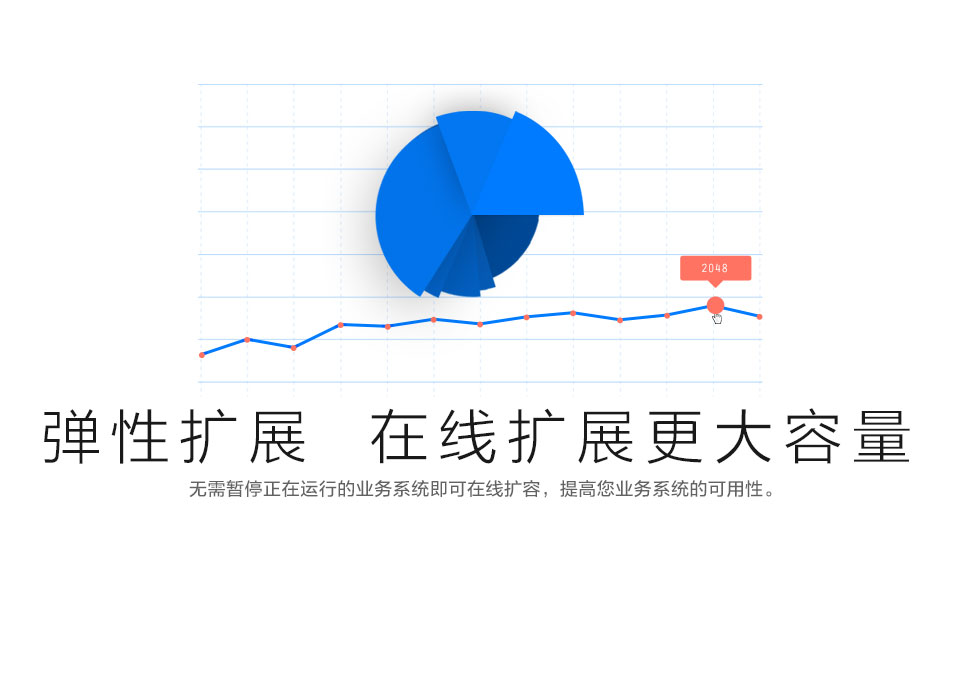 2048
弹性扩展 在线扩展更大容量
无需暂停正在运行的业务系统即可在线扩容，提高您业务系统的可用性。